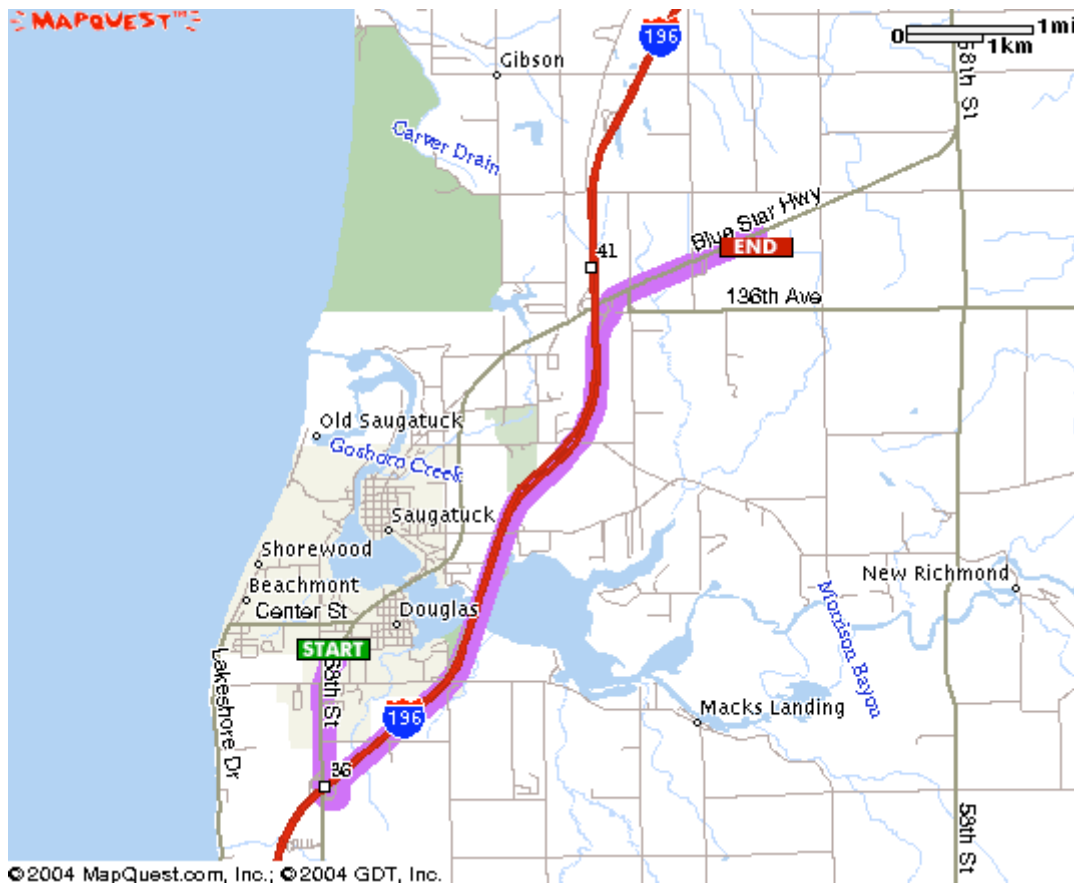 MAPQUEST™
196
0
1mi
1km
Gibson
58th St
Carver Drain
Blue Star Hwy
41
END
136th Ave
Old Saugatuck
Goshorn Creek
Saugatuck
Shorewood
Beachmont
New Richmond
Center St
Douglas
START
68th St
Morrison Bayou
Lakeshore Dr
196
Macks Landing
36
58th St
©2004 MapQuest.com, Inc.; ©2004 GDT, Inc.